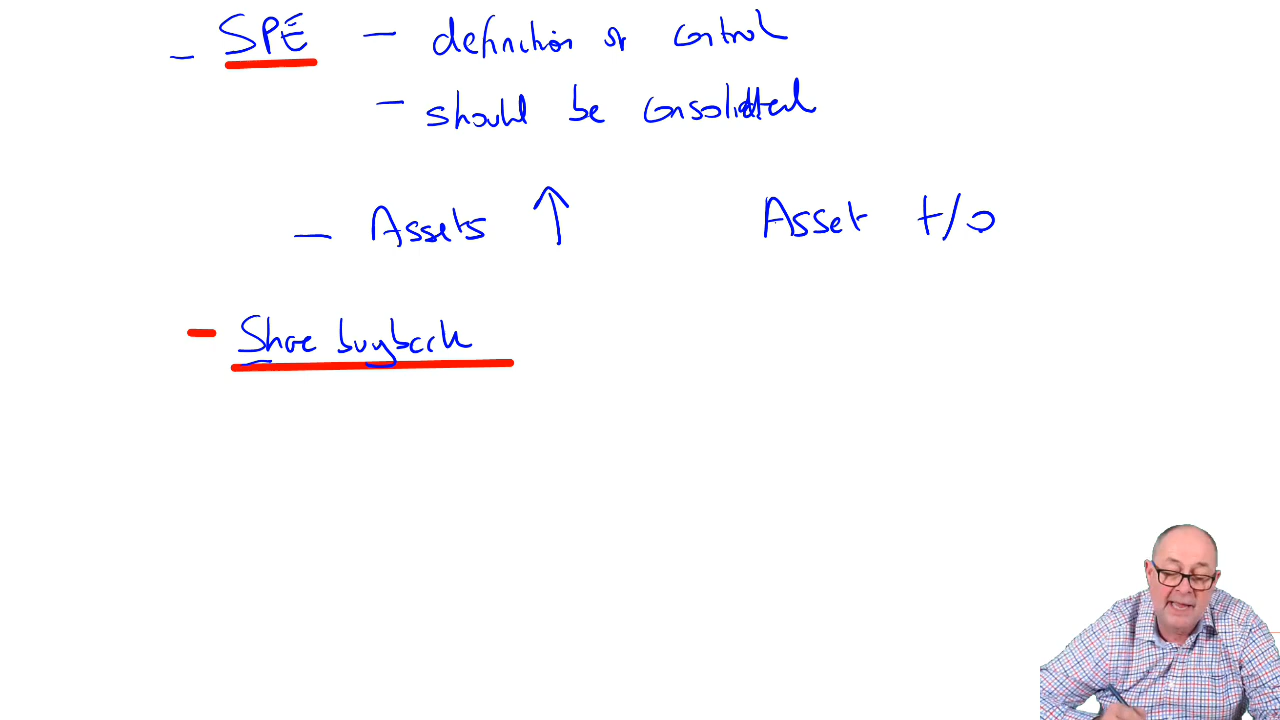 - SPE - definition of control
- should be consolidated
- Assets ↑ Asset t/o
- Share buyback